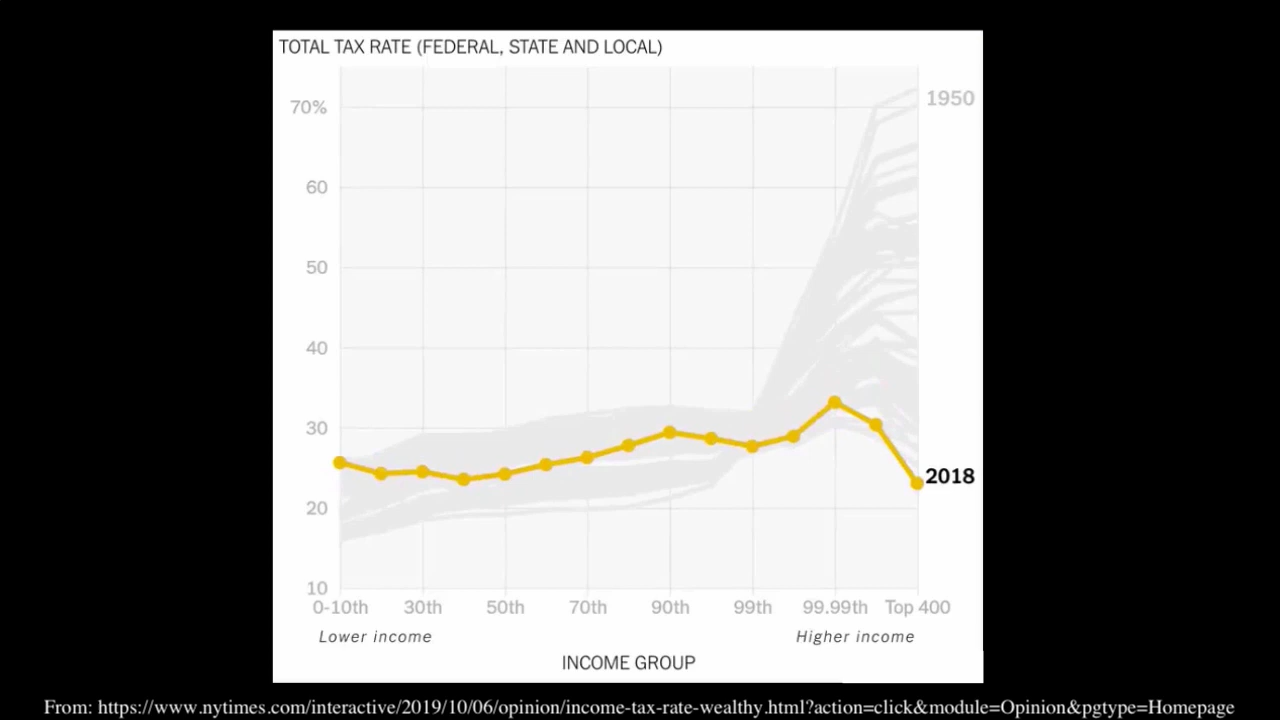 TOTAL TAX RATE (FEDERAL, STATE AND LOCAL)
1950
70%
60
50
40
30
2018
20
10
0-10th 30th 50th 70th 90th 99th 99.99th Top 400
Lower income Higher income
INCOME GROUP
From: https://www.nytimes.com/interactive/2019/10/06/opinion/income-tax-rate-wealthy.html?action=click&module=Opinion&pgtype=Homepage